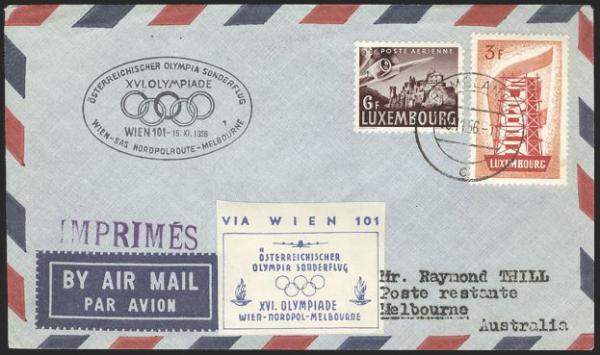 ÖSTERREICHISCHER OLYMPIA SONDERFLUG
XVI. OLYMPIADE
WIEN 101 - 16. XI. 1956
WIEN-SAS NORDPOLROUTE-MELBOURNE
POSTE AERIENNE
6F
LUXEMBOURG
3F
LUXEMBOURG
56-
C
IMPRIMÉS
BY AIR MAIL
PAR AVION
VIA WIEN 101
ÖSTERREICHISCHER
OLYMPIA SONDERFLUG
XVI. OLYMPIADE
WIEN-NORDPOL-MELBOURNE
Mr. Raymond THILL
Poste restante
Melbourne
Australia